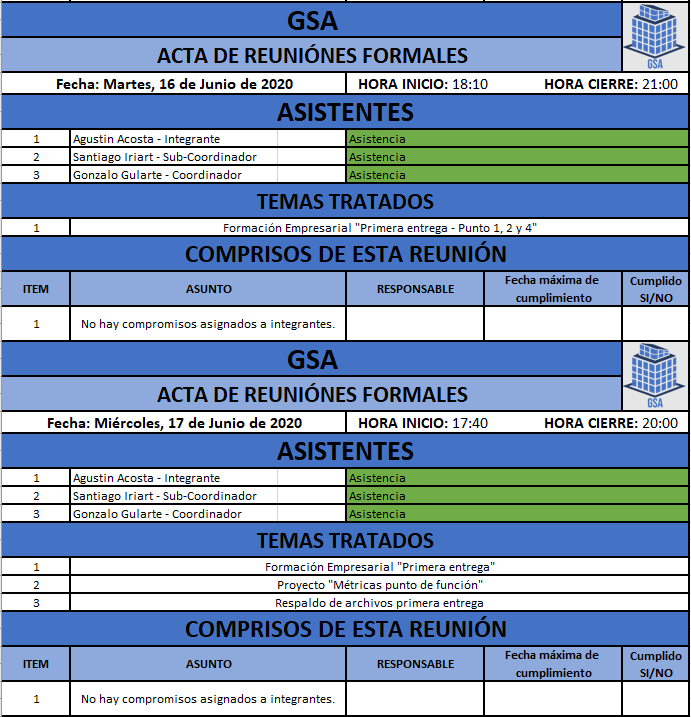 GSA
ACTA DE REUNIÓNES FORMALES
GSA
Fecha: Martes, 16 de Junio de 2020 HORA INICIO: 18:10 HORA CIERRE: 21:00
ASISTENTES
1 Agustin Acosta - Integrante Asistencia
2 Santiago Iriart - Sub-Coordinador Asistencia
3 Gonzalo Gularte - Coordinador Asistencia
TEMAS TRATADOS
1 Formación Empresarial "Primera entrega - Punto 1, 2 y 4"
COMPRISOS DE ESTA REUNIÓN
ITEM ASUNTO RESPONSABLE Fecha máxima de cumplimiento Cumplido SI/NO
1 No hay compromisos asignados a integrantes.
GSA
ACTA DE REUNIÓNES FORMALES
GSA
Fecha: Miércoles, 17 de Junio de 2020 HORA INICIO: 17:40 HORA CIERRE: 20:00
ASISTENTES
1 Agustin Acosta - Integrante Asistencia
2 Santiago Iriart - Sub-Coordinador Asistencia
3 Gonzalo Gularte - Coordinador Asistencia
TEMAS TRATADOS
1 Formación Empresarial "Primera entrega"
2 Proyecto "Métricas punto de función"
3 Respaldo de archivos primera entrega
COMPRISOS DE ESTA REUNIÓN
ITEM ASUNTO RESPONSABLE Fecha máxima de cumplimiento Cumplido SI/NO
1 No hay compromisos asignados a integrantes.